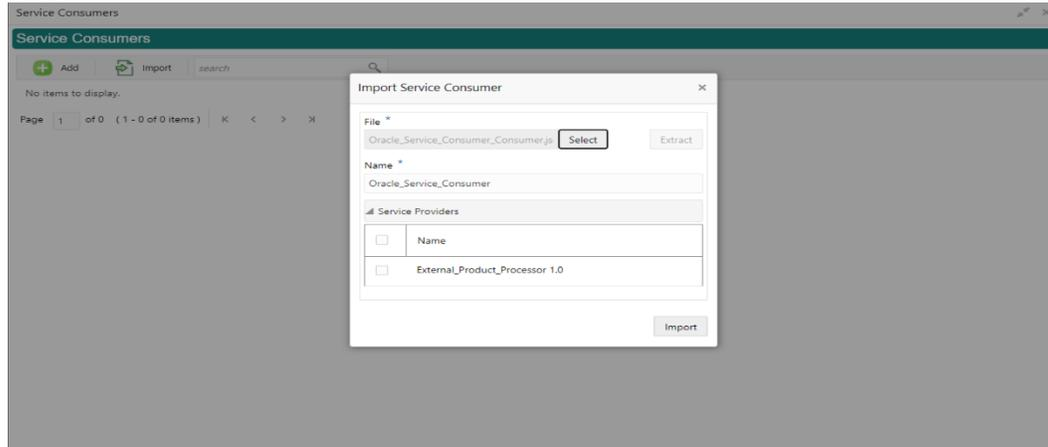 Service Consumers
Service Consumers
Add Import search
No items to display.
Page 1 of 0 (1 - 0 of 0 items) K < > K
Import Service Consumer ×
File *
Oracle_Service_Consumer_Consumer.js Select Extract
Name *
Oracle_Service_Consumer
Service Providers
Name
External_Product_Processor 1.0
Import